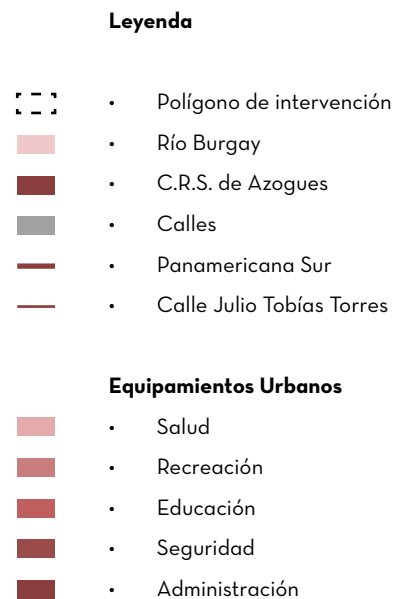 Leyenda
• Polígono de intervención
• Río Burgay
• C.R.S. de Azogues
• Calles
• Panamericana Sur
• Calle Julio Tobías Torres
Equipamientos Urbanos
• Salud
• Recreación
• Educación
• Seguridad
• Administración